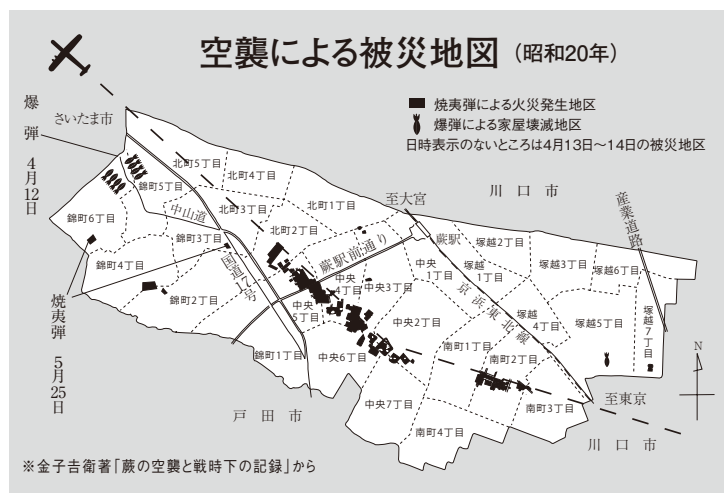 空襲による被災地図（昭和20年）
焼夷弾による火災発生地区
爆弾による家屋壊滅地区
日時表示のないところは4月13日〜14日の被災地区
爆弾 4月12日
焼夷弾 5月25日
さいたま市
川口市
産業道路
至大宮
北町5丁目
北町4丁目
北町3丁目
北町1丁目
北町2丁目
錦町5丁目
錦町6丁目
中山道
錦町3丁目
錦町4丁目
錦町2丁目
国道17号
錦町1丁目
蕨駅前通り
蕨駅
中央1丁目
中央3丁目
中央4丁目
中央5丁目
中央2丁目
中央6丁目
中央7丁目
京浜東北線
塚越1丁目
塚越2丁目
塚越3丁目
塚越6丁目
塚越4丁目
塚越5丁目
塚越7丁目
南町1丁目
南町2丁目
南町3丁目
南町4丁目
N
至東京
戸田市
川口市
※金子吉衛著「蕨の空襲と戦時下の記録」から